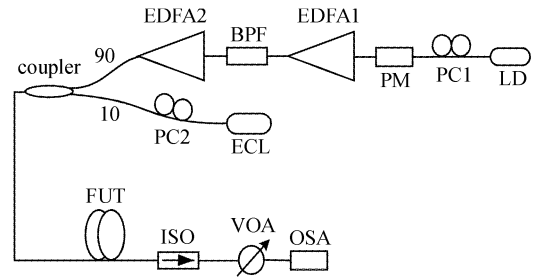 EDFA2
EDFA1
BPF
90
coupler
PM
PC1
LD
10
PC2
ECL
FUT
ISO
VOA
OSA